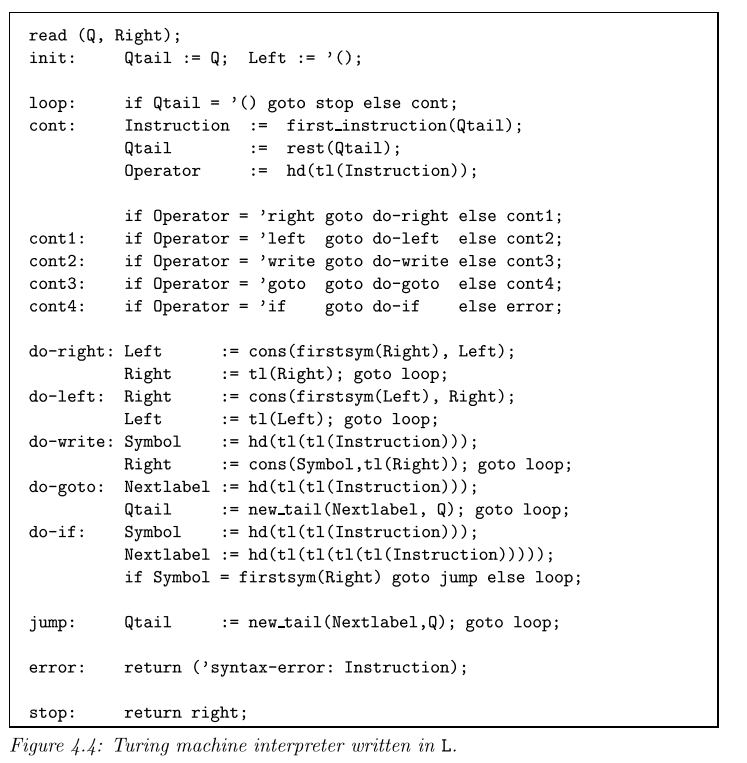 read (Q, Right);
init:     Qtail := Q;  Left := '();
loop:     if Qtail = '() goto stop else cont;
cont:     Instruction  :=  first_instruction(Qtail);
          Qtail        :=  rest(Qtail);
          Operator     :=  hd(tl(Instruction));
          if Operator = 'right goto do-right else cont1;
cont1:    if Operator = 'left  goto do-left  else cont2;
cont2:    if Operator = 'write goto do-write else cont3;
cont3:    if Operator = 'goto  goto do-goto  else cont4;
cont4:    if Operator = 'if    goto do-if    else error;
do-right: Left      := cons(firstsym(Right), Left);
          Right     := tl(Right); goto loop;
do-left:  Right     := cons(firstsym(Left), Right);
          Left      := tl(Left); goto loop;
do-write: Symbol    := hd(tl(tl(Instruction)));
          Right     := cons(Symbol,tl(Right)); goto loop;
do-goto:  Nextlabel := hd(tl(tl(Instruction)));
          Qtail     := new_tail(Nextlabel, Q); goto loop;
do-if:    Symbol    := hd(tl(tl(Instruction)));
          Nextlabel := hd(tl(tl(tl(tl(Instruction)))));
          if Symbol = firstsym(Right) goto jump else loop;
jump:     Qtail     := new_tail(Nextlabel,Q); goto loop;
error:    return ('syntax-error: Instruction);
stop:     return right;
Figure 4.4: Turing machine interpreter written in L.